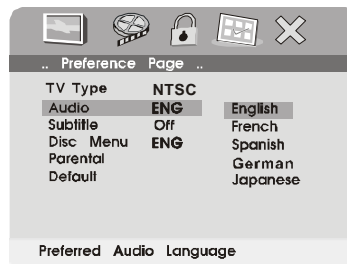 .. Preference Page ..
TV Type NTSC
Audio ENG English
Subtitle Off French
Disc Menu ENG Spanish
Parental German
Default Japanese
Preferred Audio Language